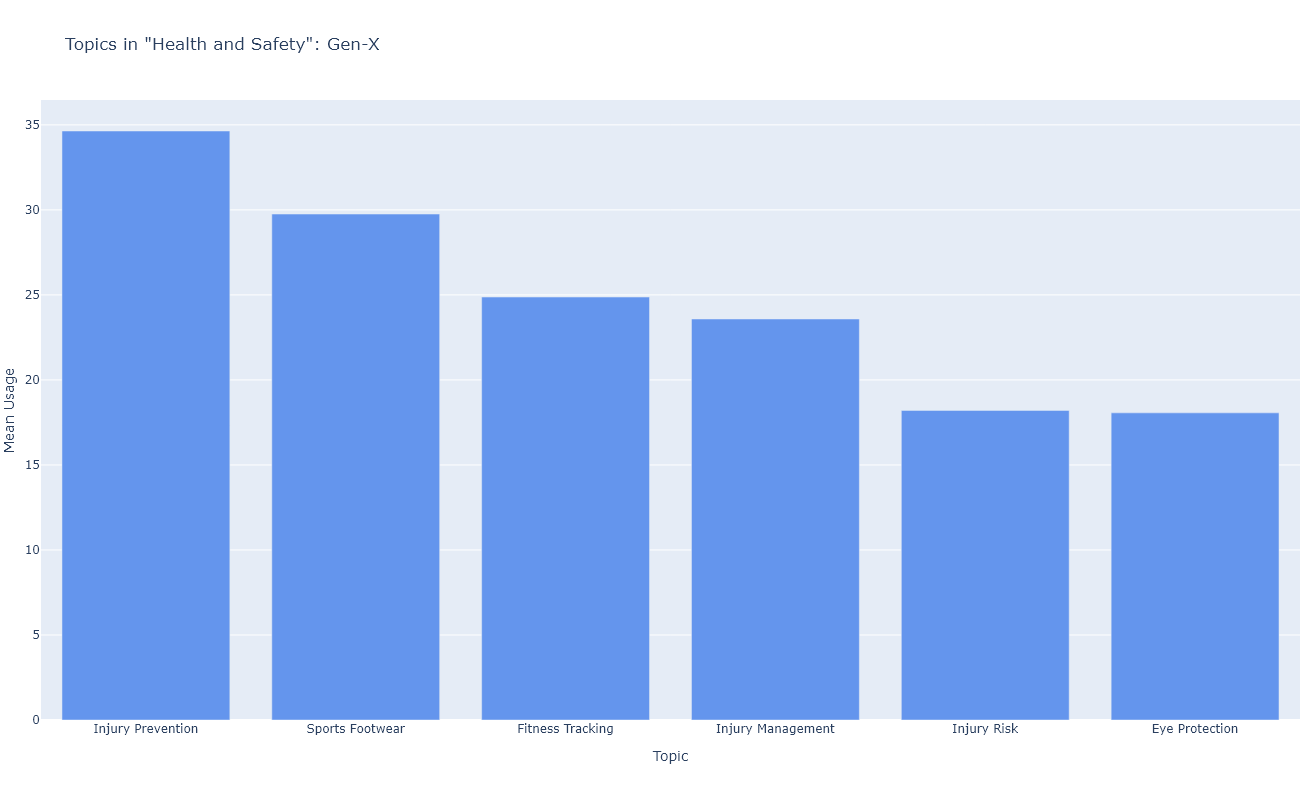 Topics in "Health and Safety": Gen-X
35
30
25
20
15
10
5
0
Mean Usage
Injury Prevention
Sports Footwear
Fitness Tracking
Injury Management
Injury Risk
Eye Protection
Topic